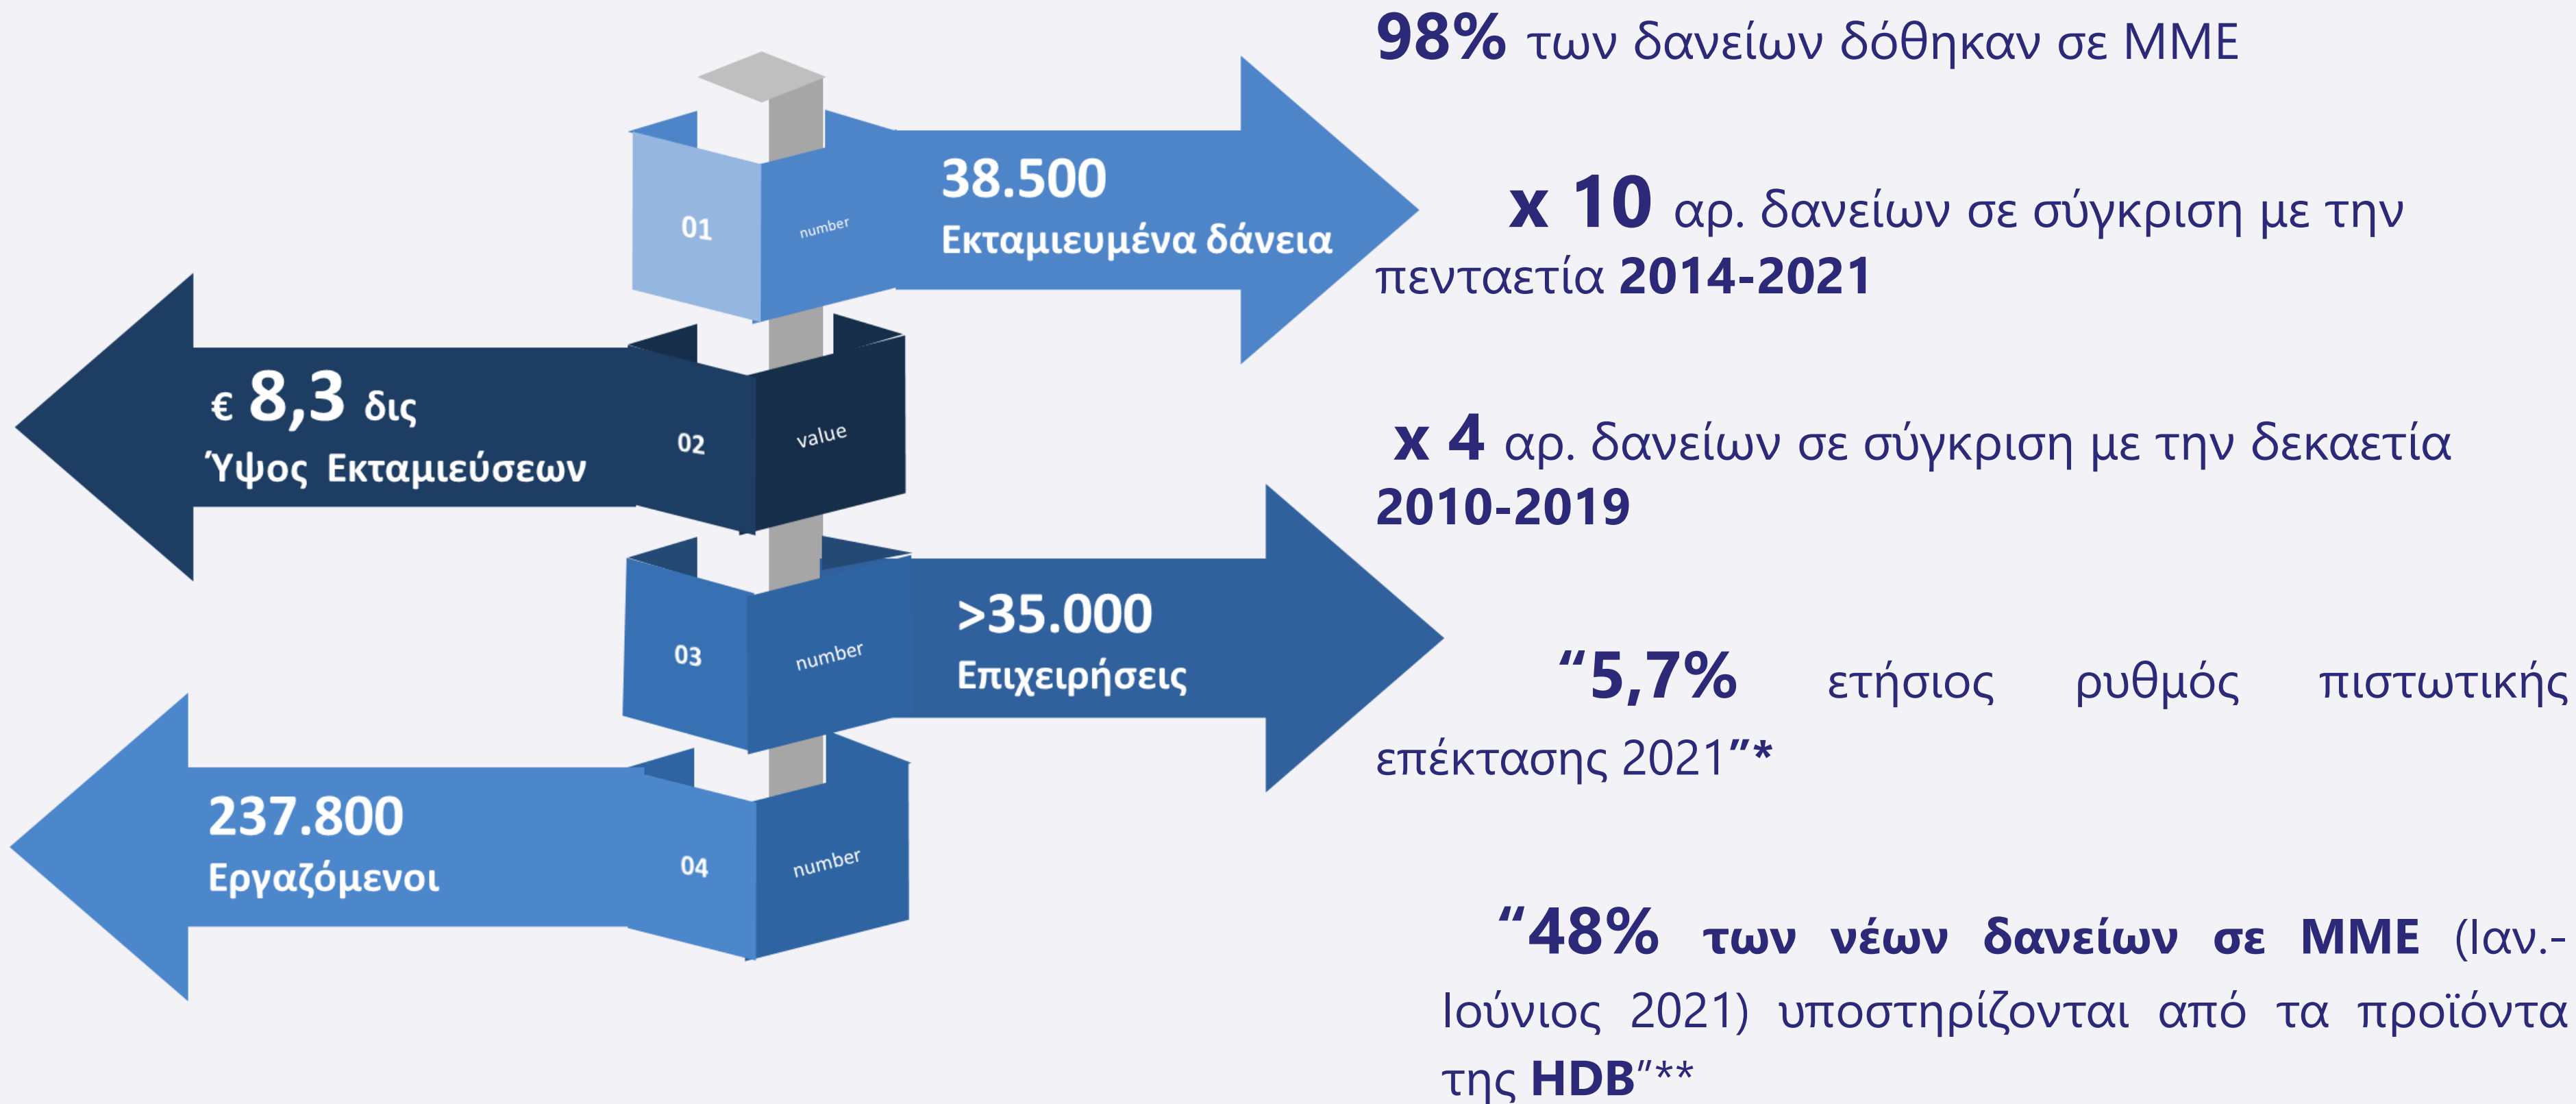 01
number
38.500
Εκταμιευμένα δάνεια
€ 8,3 δις
Ύψος Εκταμιεύσεων
02
value
03
number
>35.000
Επιχειρήσεις
237.800
Εργαζόμενοι
04
number
98% των δανείων δόθηκαν σε ΜΜΕ
x 10 αρ. δανείων σε σύγκριση με την
πενταετία 2014-2021
x 4 αρ. δανείων σε σύγκριση με την δεκαετία
2010-2019
“5,7% ετήσιος ρυθμός πιστωτικής
επέκτασης 2021”*
“48% των νέων δανείων σε ΜΜΕ (Ιαν.-
Ιούνιος 2021) υποστηρίζονται από τα προϊόντα
της HDB”**